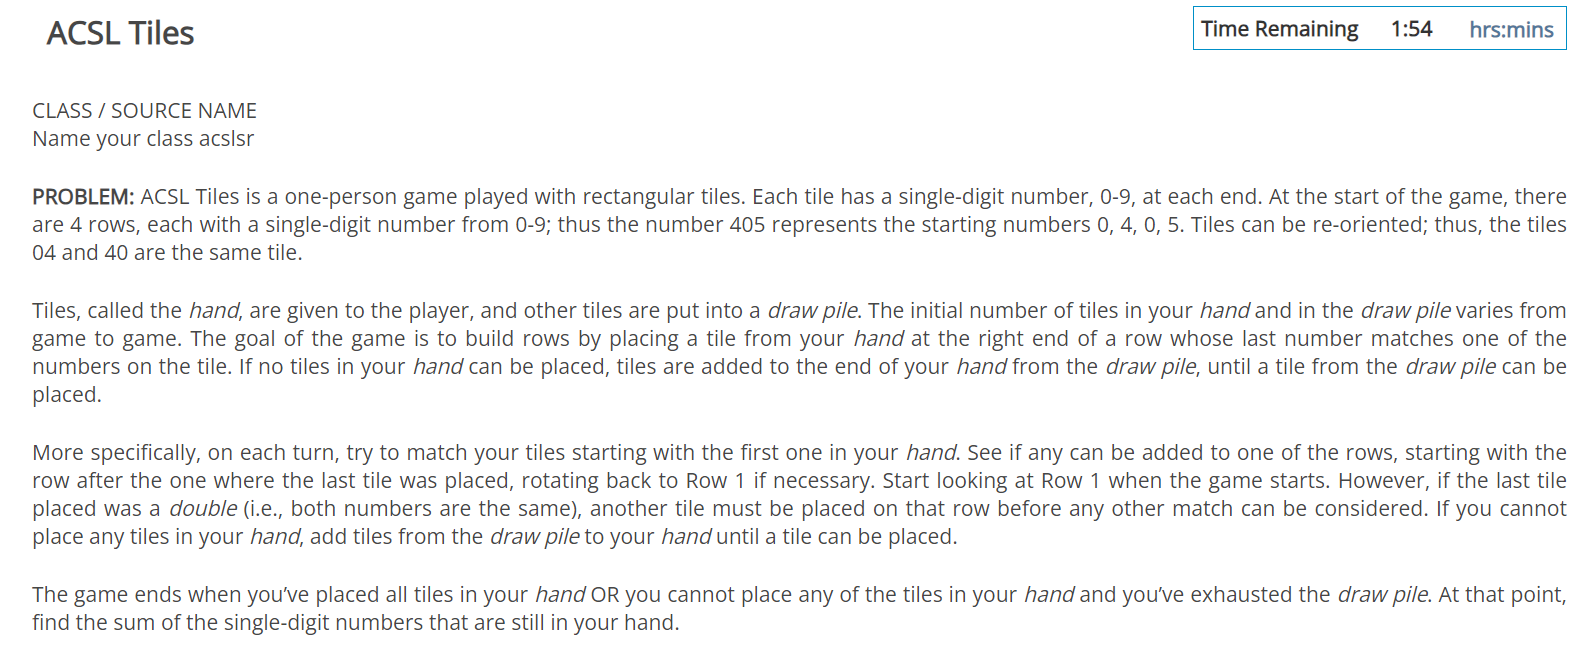 ACSL Tiles
Time Remaining 1:54 hrs:mins
CLASS / SOURCE NAME
Name your class acslsr
PROBLEM: ACSL Tiles is a one-person game played with rectangular tiles. Each tile has a single-digit number, 0-9, at each end. At the start of the game, there
are 4 rows, each with a single-digit number from 0-9; thus the number 405 represents the starting numbers 0, 4, 0, 5. Tiles can be re-oriented; thus, the tiles
04 and 40 are the same tile.
Tiles, called the hand, are given to the player, and other tiles are put into a draw pile. The initial number of tiles in your hand and in the draw pile varies from
game to game. The goal of the game is to build rows by placing a tile from your hand at the right end of a row whose last number matches one of the
numbers on the tile. If no tiles in your hand can be placed, tiles are added to the end of your hand from the draw pile, until a tile from the draw pile can be
placed.
More specifically, on each turn, try to match your tiles starting with the first one in your hand. See if any can be added to one of the rows, starting with the
row after the one where the last tile was placed, rotating back to Row 1 if necessary. Start looking at Row 1 when the game starts. However, if the last tile
placed was a double (i.e., both numbers are the same), another tile must be placed on that row before any other match can be considered. If you cannot
place any tiles in your hand, add tiles from the draw pile to your hand until a tile can be placed.
The game ends when you’ve placed all tiles in your hand OR you cannot place any of the tiles in your hand and you’ve exhausted the draw pile. At that point,
find the sum of the single-digit numbers that are still in your hand.